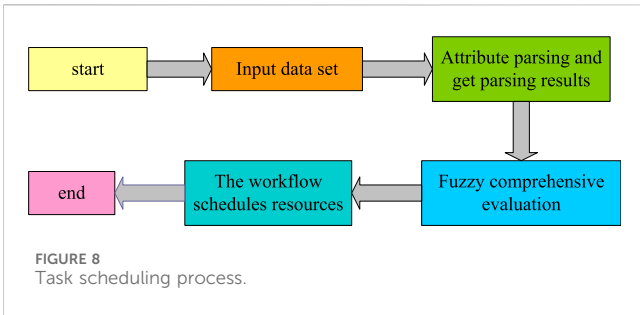 start
Input data set
Attribute parsing and
get parsing results
Fuzzy comprehensive
evaluation
The workflow
schedules resources
end
FIGURE 8
Task scheduling process.